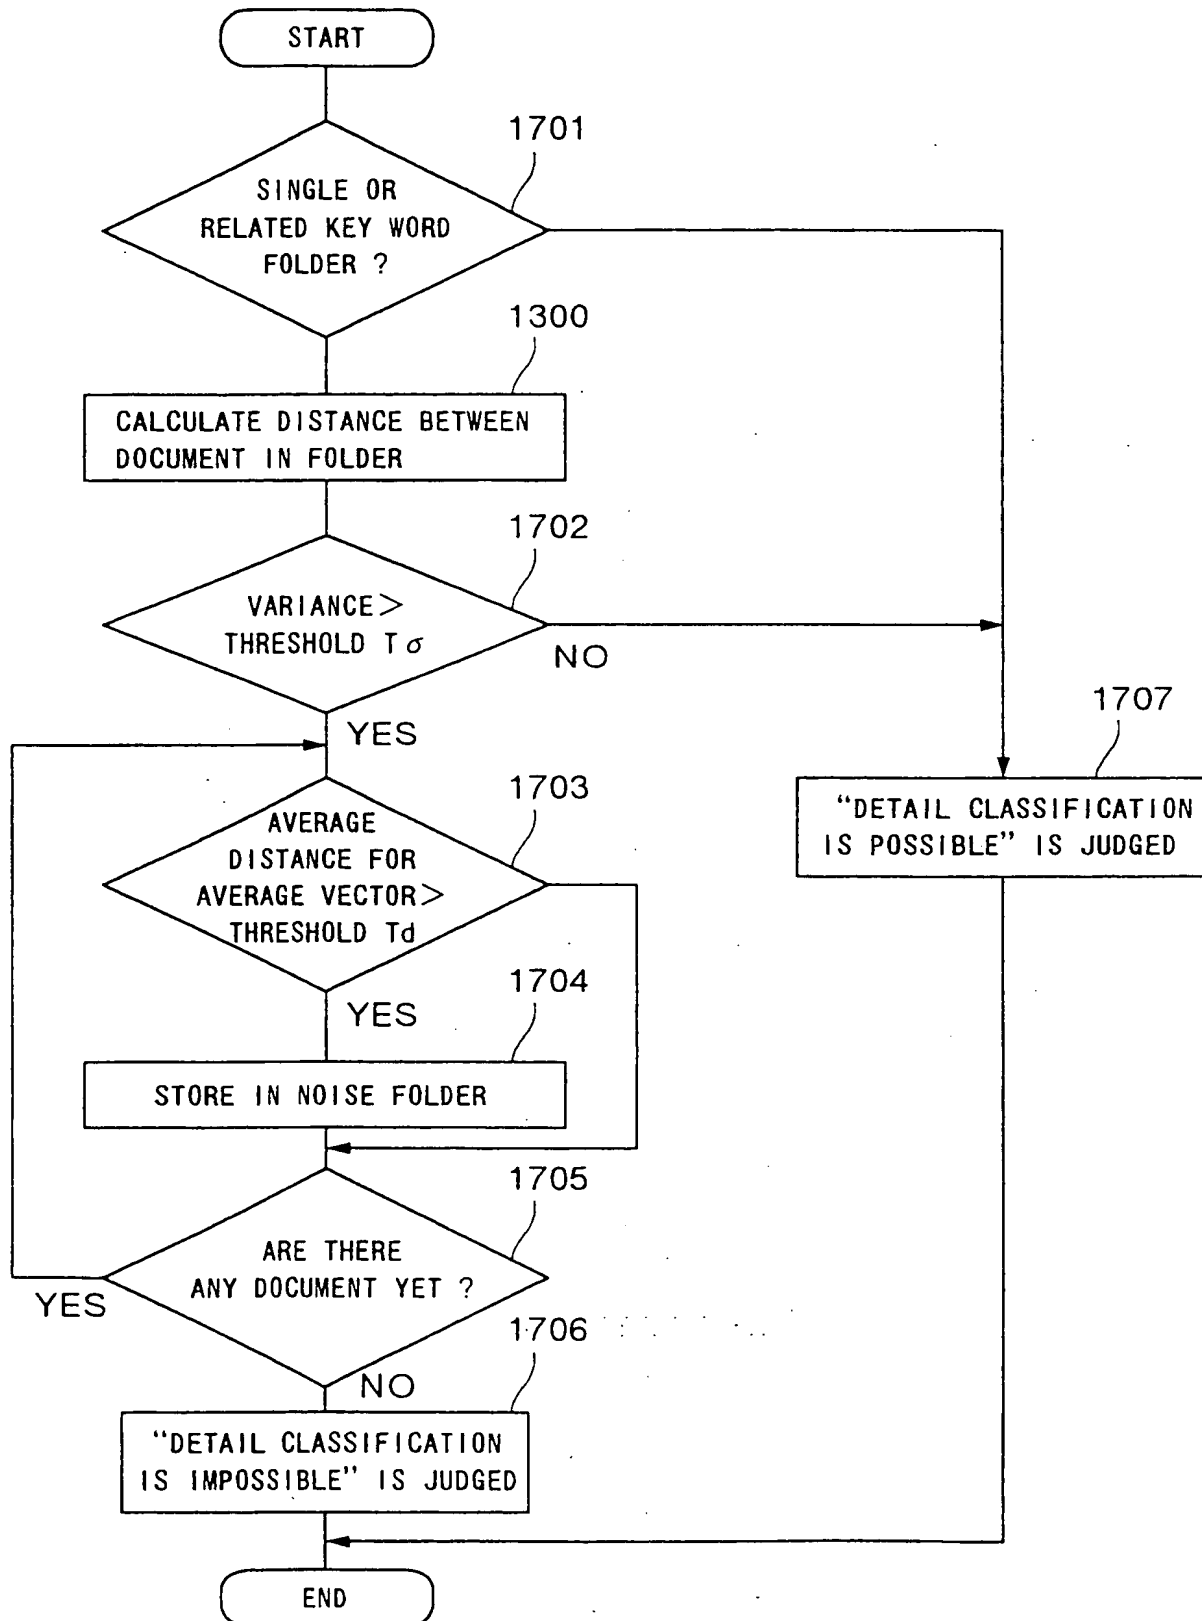 START
1701
SINGLE OR
RELATED KEY WORD
FOLDER ?
1300
CALCULATE DISTANCE BETWEEN
DOCUMENT IN FOLDER
1702
VARIANCE>
THRESHOLD Tσ
NO
YES
1707
“DETAIL CLASSIFICATION
IS POSSIBLE” IS JUDGED
1703
AVERAGE
DISTANCE FOR
AVERAGE VECTOR>
THRESHOLD Td
YES
1704
STORE IN NOISE FOLDER
1705
ARE THERE
ANY DOCUMENT YET ?
YES
1706
NO
“DETAIL CLASSIFICATION
IS IMPOSSIBLE” IS JUDGED
END